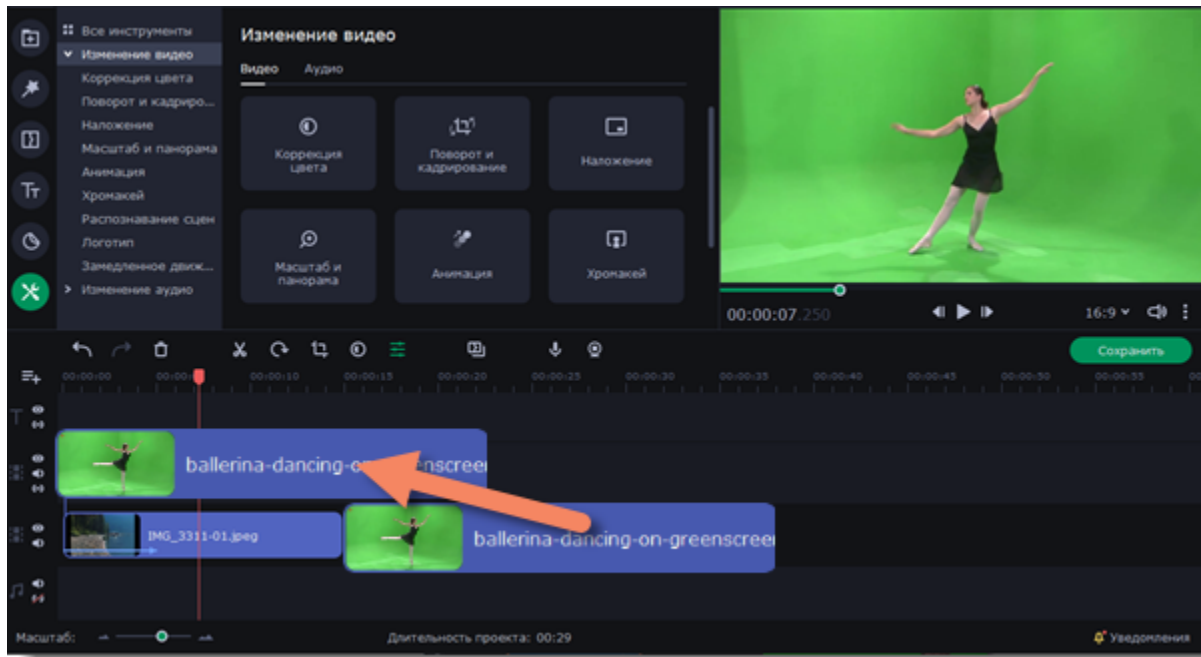 Все инструменты
Изменение видео
Коррекция цвета
Поворот и кадриро...
Наложение
Масштаб и панорама
Анимация
Хромакей
Распознавание сцен
Логотип
Замедленное движ...
Изменение аудио
Изменение видео
Видео Аудио
Коррекция
цвета
Поворот и
кадрирование
Наложение
Масштаб и
панорама
Анимация
Хромакей
00:00:07.250
16:9
Сохранить
00:00:00 00:00: 00:00:10 00:00:15 00:00:20 00:00:25 00:00:30 00:00:35 00:00:40 00:00:45 00:00:50 00:00:55 00
ballerina-dancing-o enscreen
IMG_3311-01.jpeg
ballerina-dancing-on-greenscreen
Масштаб:
Длительность проекта: 00:29
Уведомления